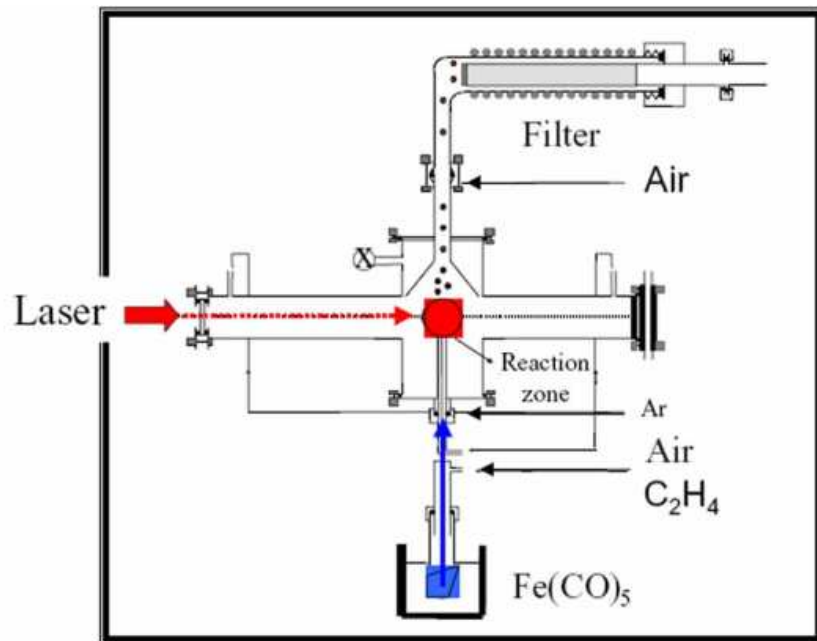 Filter
Air
X
Laser
Reaction
zone
Ar
Air
C₂H₄
Fe(CO)₅